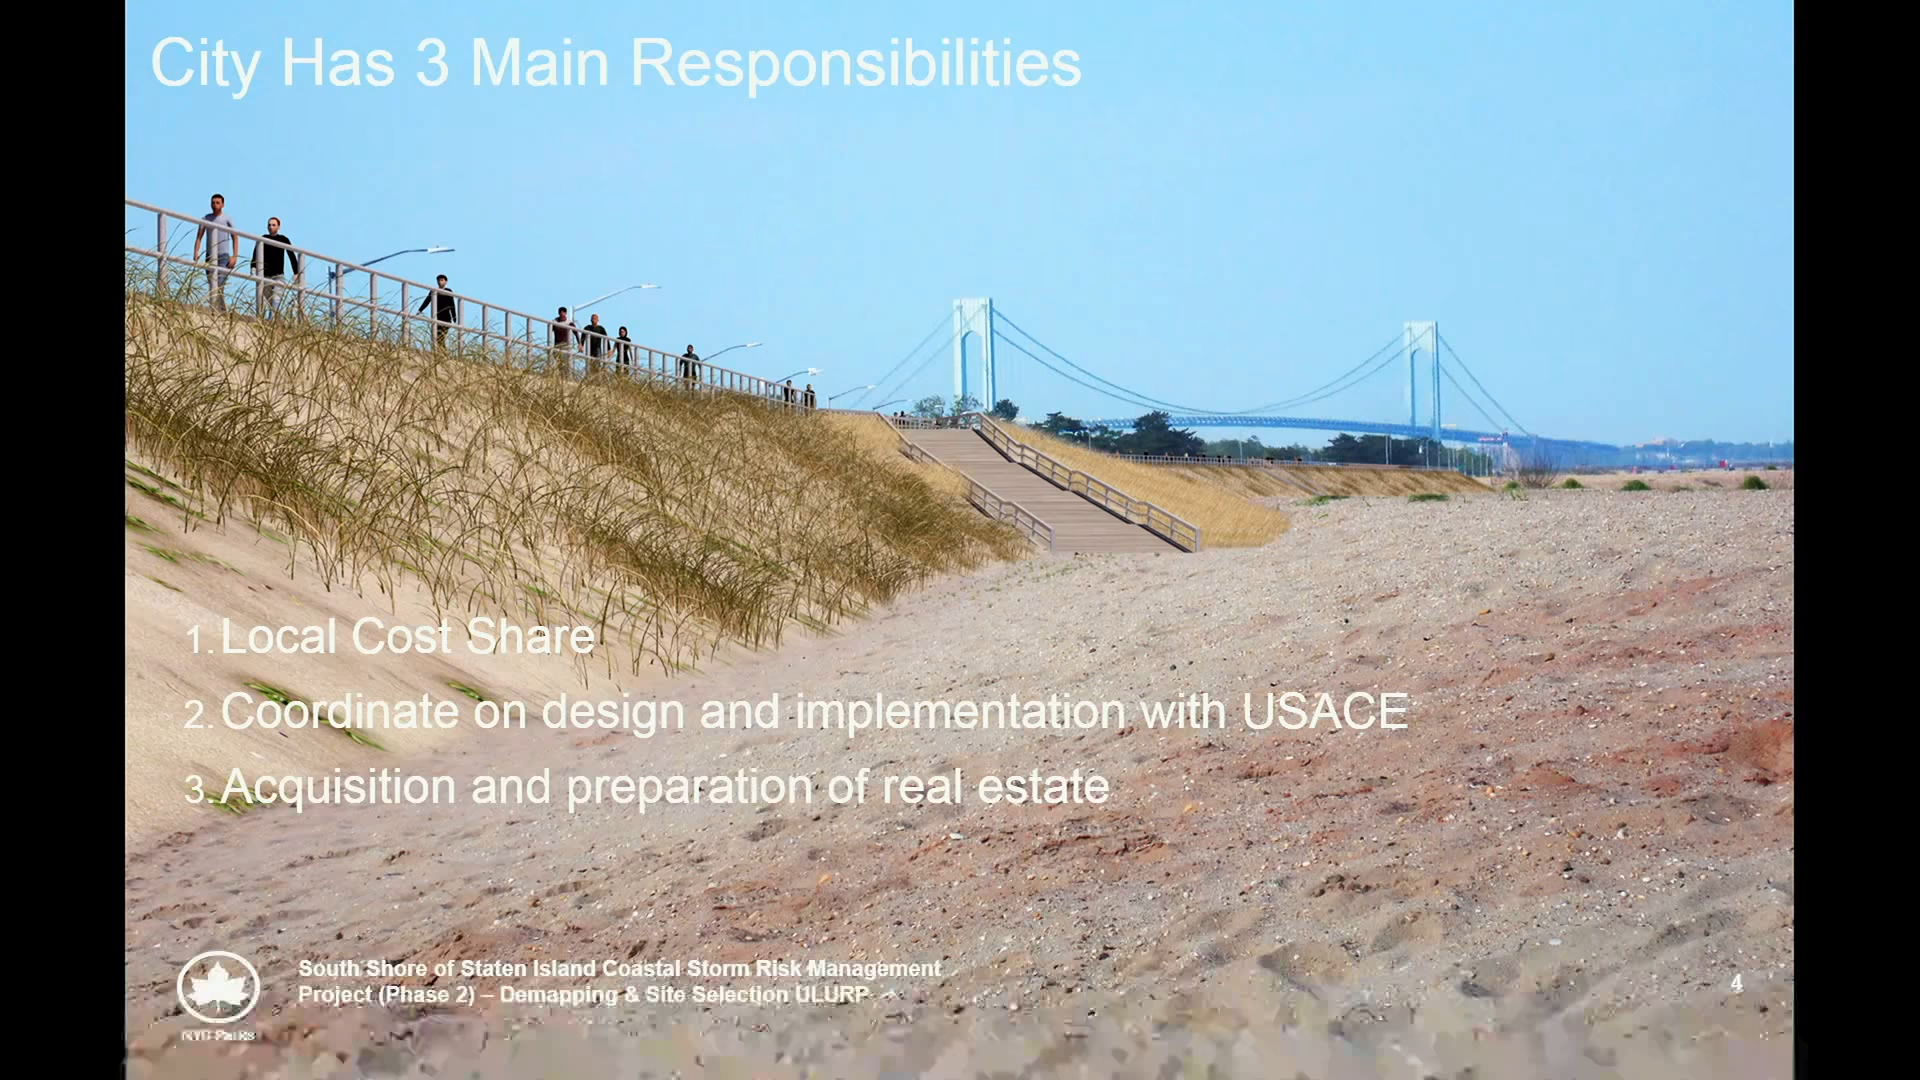 City Has 3 Main Responsibilities
1. Local Cost Share
2. Coordinate on design and implementation with USACE
3. Acquisition and preparation of real estate
South Shore of Staten Island Coastal Storm Risk Management
Project (Phase 2) – Demapping & Site Selection ULURP
NYC Parks
4